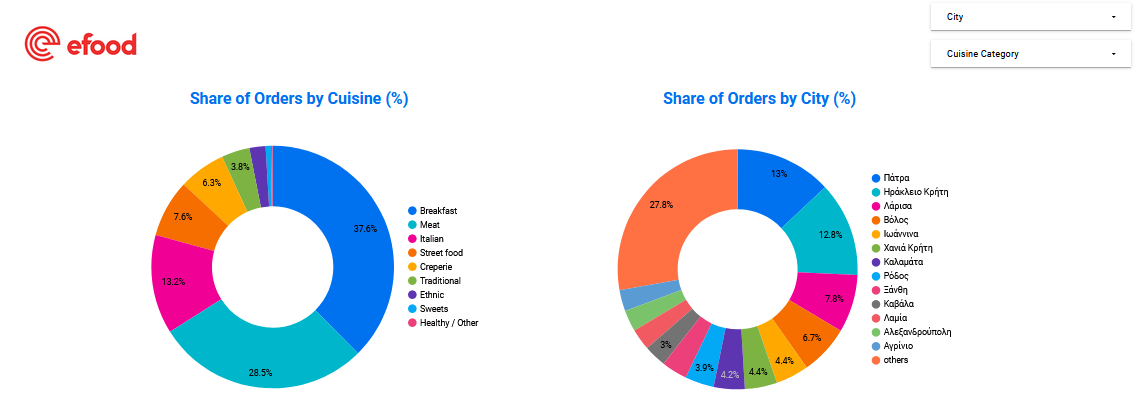 City
efood
Cuisine Category
Share of Orders by Cuisine (%)
Share of Orders by City (%)
37.6%
28.5%
13.2%
7.6%
6.3%
3.8%
Breakfast
Meat
Italian
Street food
Creperie
Traditional
Ethnic
Sweets
Healthy / Other
13%
12.8%
7.8%
6.7%
4.4%
4.4%
4.2%
3.9%
3%
27.8%
Πάτρα
Ηράκλειο Κρήτη
Λάρισα
Βόλος
Ιωάννινα
Χανιά Κρήτη
Καλαμάτα
Ρόδος
Ξάνθη
Καβάλα
Λαμία
Αλεξανδρούπολη
Αγρίνιο
others